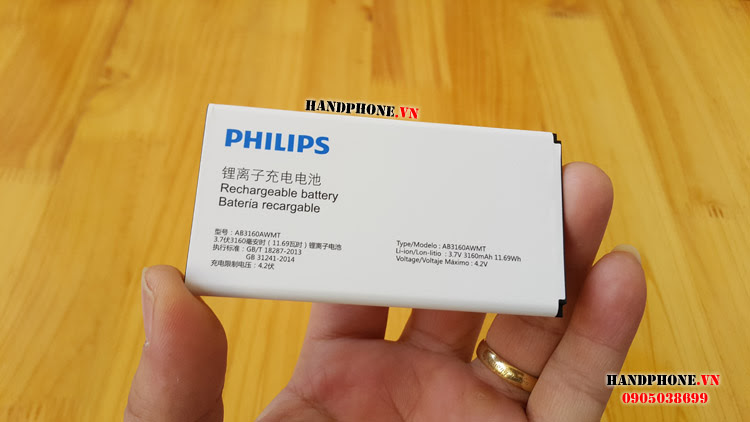 HANDPHONE.VN
PHILIPS
锂离子充电电池
Rechargeable battery
Batería recargable
型号：AB3160AWMT
3.7伏3160毫安时（11.69瓦时）锂离子电池
执行标准：GB/T 18287-2013
GB 31241-2014
充电限制电压：4.2伏
Type/Modelo : AB3160AWMT
Li-ion/Lon-litio : 3.7V 3160mAh 11.69Wh
Voltage/Voltaje Máximo : 4.2V
HANDPHONE.VN
0905038699